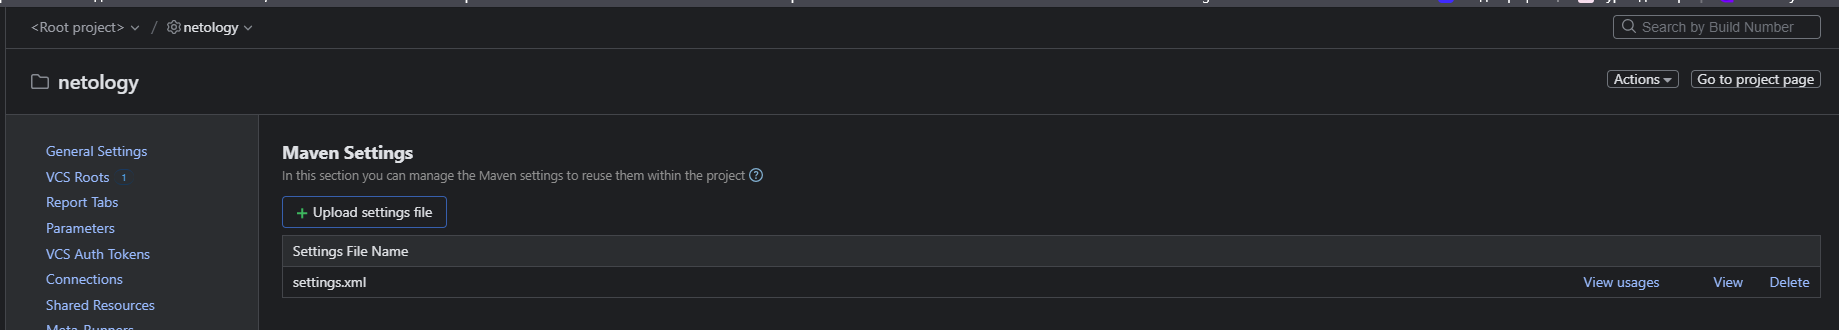 <Root project> / netology
Search by Build Number
netology
Actions
Go to project page
General Settings
VCS Roots 1
Report Tabs
Parameters
VCS Auth Tokens
Connections
Shared Resources
Meta-Runners
Maven Settings
In this section you can manage the Maven settings to reuse them within the project ?
+ Upload settings file
Settings File Name
settings.xml View usages View Delete